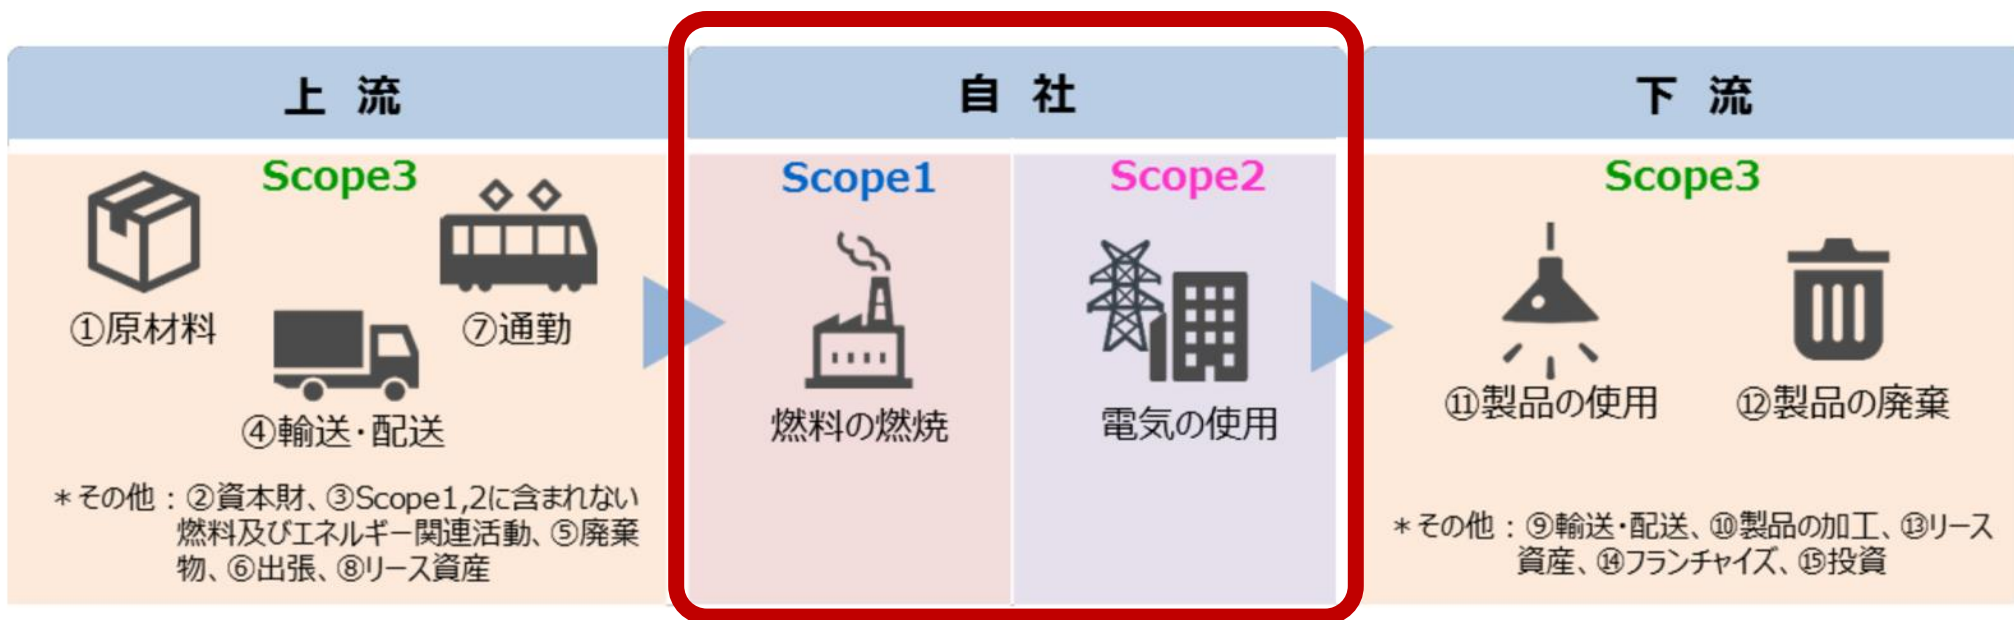 上 流
Scope3
①原材料
⑦通勤
④輸送・配送
＊その他：②資本財、③Scope1,2に含まれない
燃料及びエネルギー関連活動、⑤廃棄
物、⑥出張、⑧リース資産
自 社
Scope1
燃料の燃焼
Scope2
電気の使用
下 流
Scope3
⑪製品の使用
⑫製品の廃棄
＊その他：⑨輸送・配送、⑩製品の加工、⑬リース
資産、⑭フランチャイズ、⑮投資